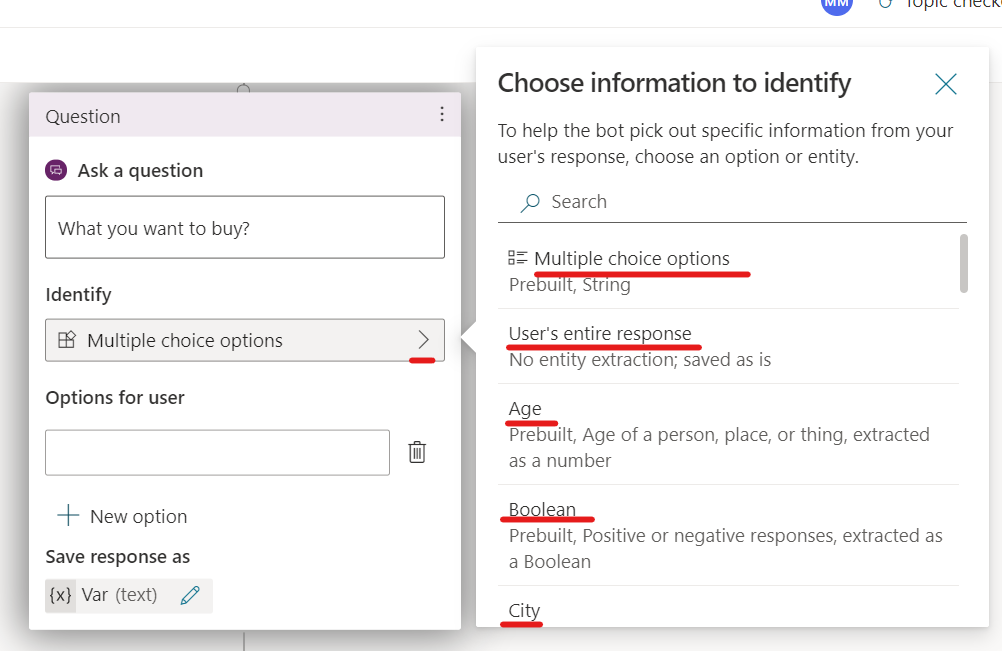 MM
Topic check
Question
Ask a question
What you want to buy?
Identify
Multiple choice options
Options for user
New option
Save response as
{x} Var (text)
Choose information to identify
To help the bot pick out specific information from your
user's response, choose an option or entity.
Search
Multiple choice options
Prebuilt, String
User's entire response
No entity extraction; saved as is
Age
Prebuilt, Age of a person, place, or thing, extracted
as a number
Boolean
Prebuilt, Positive or negative responses, extracted as
a Boolean
City